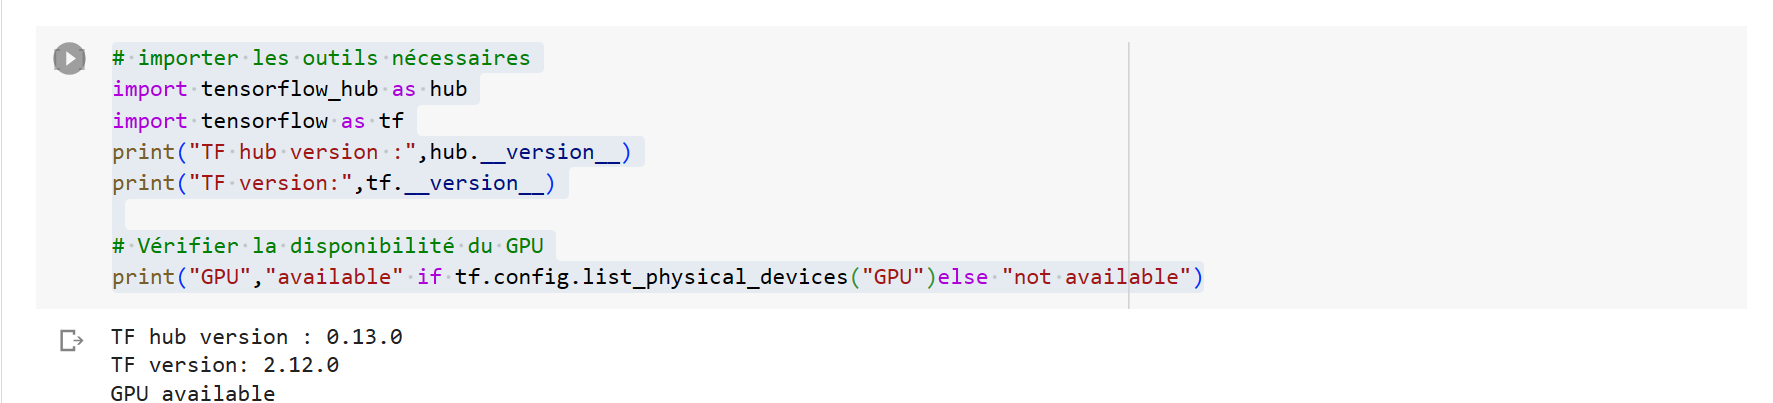 # importer les outils nécessaires
import tensorflow_hub as hub
import tensorflow as tf
print("TF hub version :",hub.__version__)
print("TF version:",tf.__version__)
# Vérifier la disponibilité du GPU
print("GPU","available" if tf.config.list_physical_devices("GPU")else "not available")
TF hub version : 0.13.0
TF version: 2.12.0
GPU available